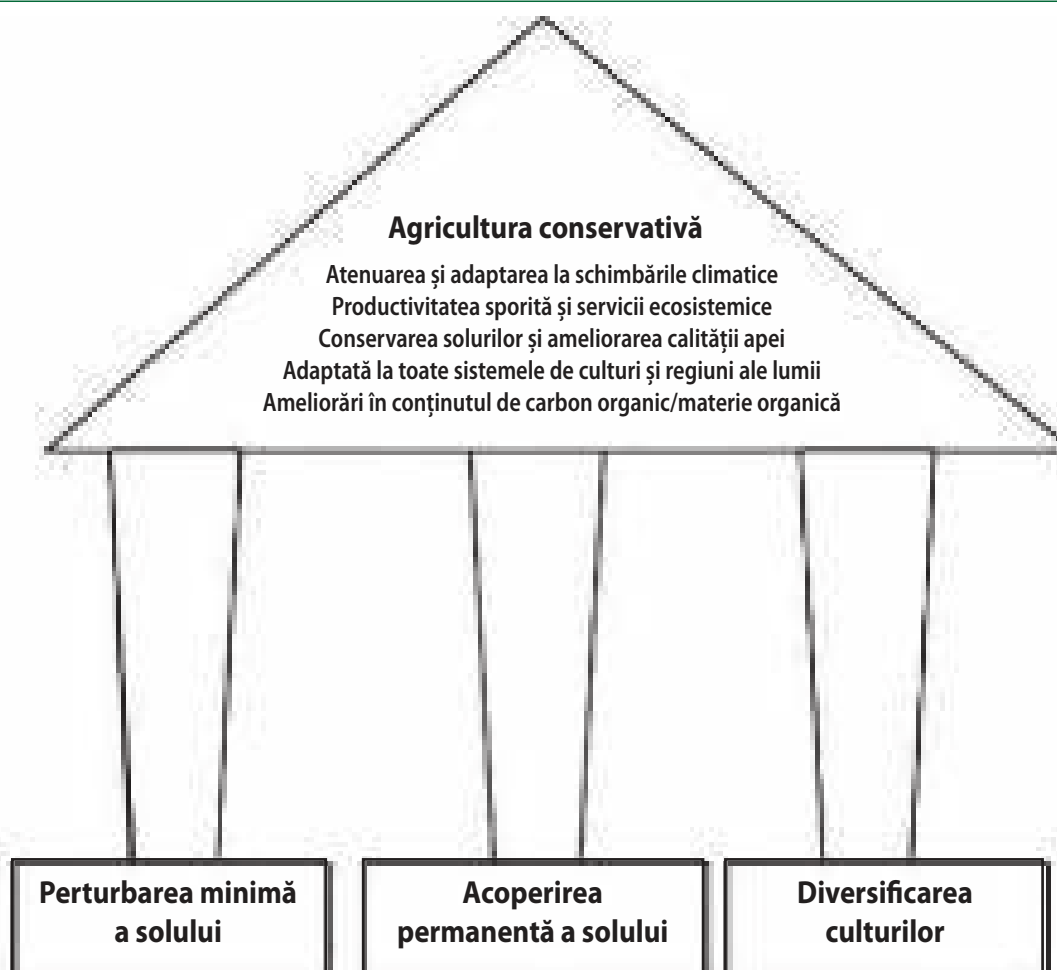 Agricultura conservativă
Atenuarea și adaptarea la schimbările climatice
Productivitatea sporită și servicii ecosistemice
Conservarea solurilor și ameliorarea calității apei
Adaptată la toate sistemele de culturi și regiuni ale lumii
Ameliorări în conținutul de carbon organic/materie organică
Perturbarea minimă
a solului
Acoperirea
permanentă a solului
Diversificarea
culturilor